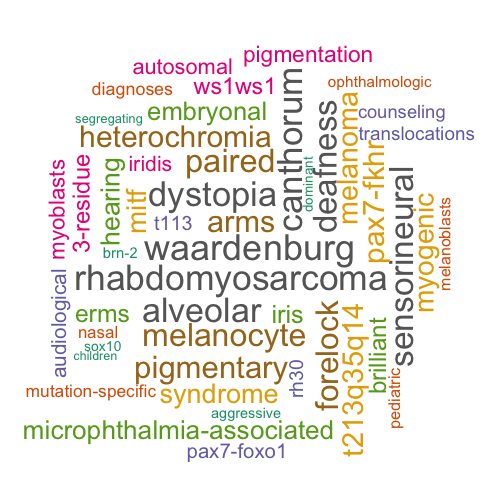 pigmentation
autosomal
ws1ws1
ophthalmologic
diagnoses
canthorum
embryonal
deafness
melanoma
counseling
segregating
heterochromia
translocations
myoblasts
3-residue
hearing
iridis
paired
dominant
pax7-fkhr
mitf
dystopia
t113
arms
sensorineural
myogenic
melanoblasts
brn-2
waardenburg
audiological
rhabdomyosarcoma
erms
alveolar
iris
forelock
t213q35q14
brilliant
nasal
sox10
children
melanocyte
pigmentary
rh30
pediatric
mutation-specific
syndrome
aggressive
microphthalmia-associated
pax7-foxo1